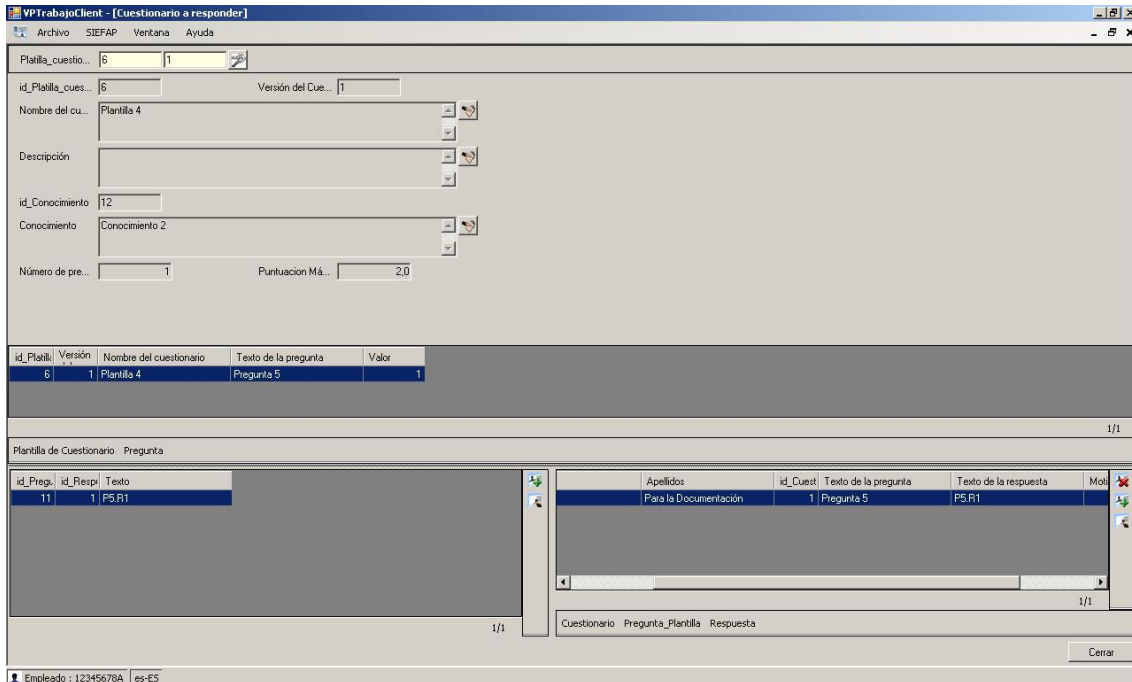 VPTrabajoClient - [Cuestionario a responder]
Archivo SIEFAP Ventana Ayuda
Platilla_cuestio... 6 1
id_Platilla_cues... 6 Versión del Cue... 1
Nombre del cu... Plantilla 4
Descripción
id_Conocimiento 12
Conocimiento Conocimiento 2
Número de pre... 1 Puntuacion Má... 2,0
id_Platilla Versión Nombre del cuestionario Texto de la pregunta Valor
6 1 Plantilla 4 Pregunta 5 1
1/1
Plantilla de Cuestionario Pregunta
id_Pregu id_Respu Texto
11 1 P5.R1
1/1
Apellidos id_Cuest Texto de la pregunta Texto de la respuesta Moti
Para la Documentación 1 Pregunta 5 P5.R1
1/1
Cuestionario Pregunta_Plantilla Respuesta
Cerrar
Empleado : 12345678A es-ES